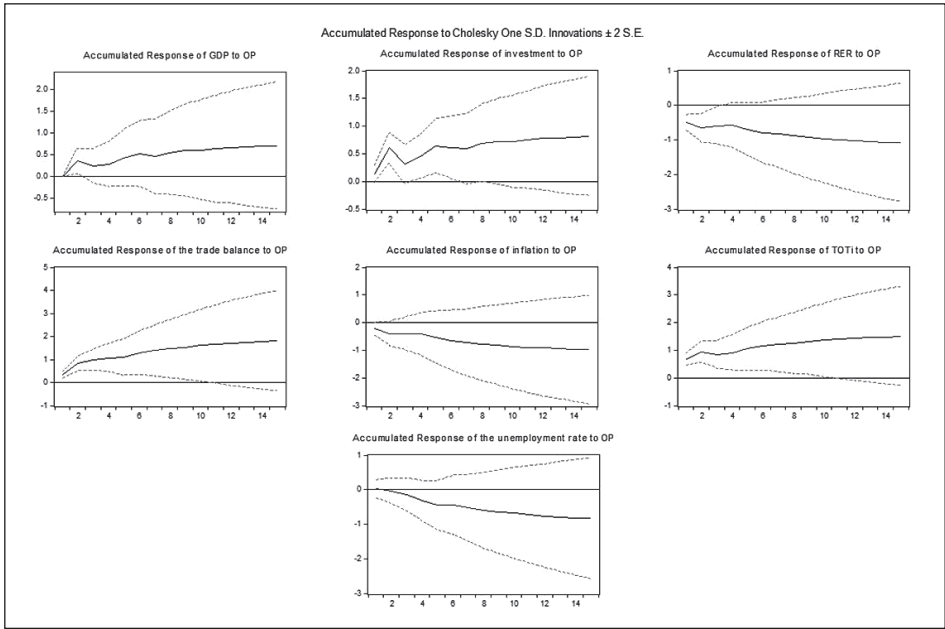 Accumulated Response to Cholesky One S.D. Innovations ± 2 S.E.
Accumulated Response of GDP to OP
2.0
1.5
1.0
0.5
0.0
-0.5
2 4 6 8 10 12 14
Accumulated Response of investment to OP
2.0
1.5
1.0
0.5
0.0
-0.5
2 4 6 8 10 12 14
Accumulated Response of RER to OP
1
0
-1
-2
-3
2 4 6 8 10 12 14
Accumulated Response of the trade balance to OP
5
4
3
2
1
0
-1
2 4 6 8 10 12 14
Accumulated Response of inflation to OP
2
1
0
-1
-2
-3
2 4 6 8 10 12 14
Accumulated Response of TOTi to OP
4
3
2
1
0
-1
2 4 6 8 10 12 14
Accumulated Response of the unemployment rate to OP
1
0
-1
-2
-3
2 4 6 8 10 12 14